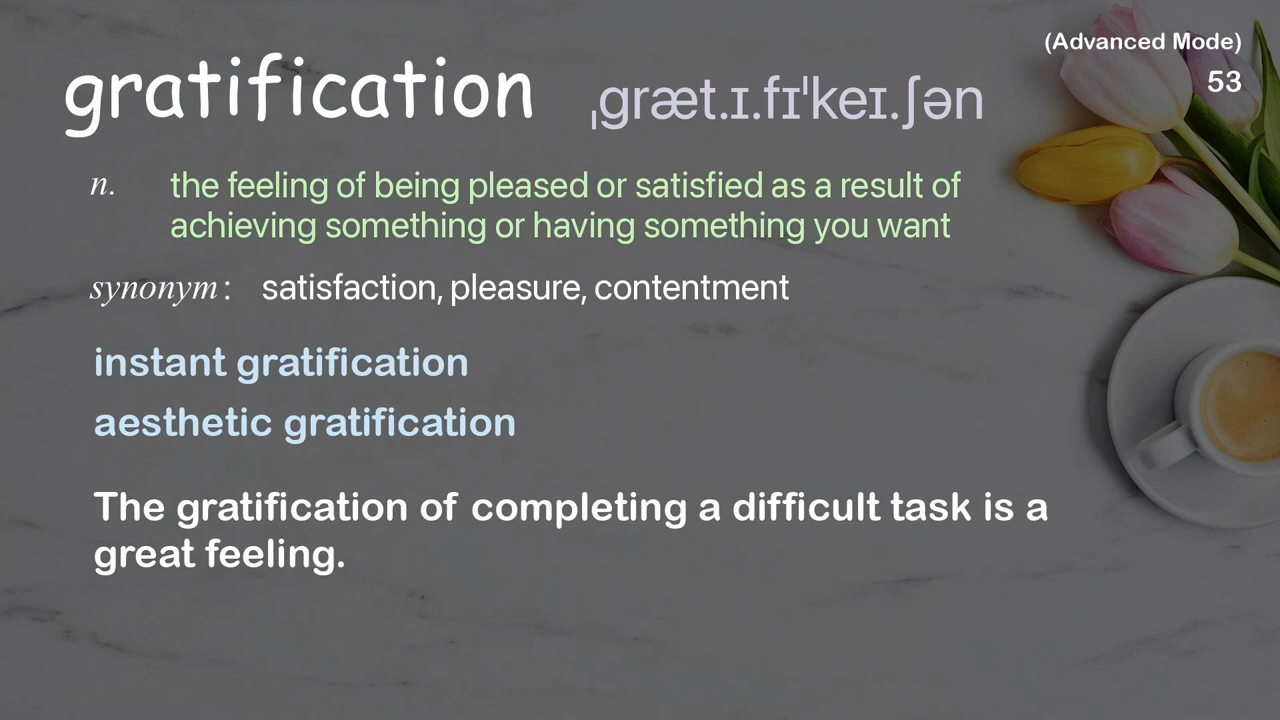 (Advanced Mode)
53
gratification ˌɡræt.ɪ.fɪˈkeɪ.ʃən
n. the feeling of being pleased or satisfied as a result of
achieving something or having something you want
synonym: satisfaction, pleasure, contentment
instant gratification
aesthetic gratification
The gratification of completing a difficult task is a
great feeling.